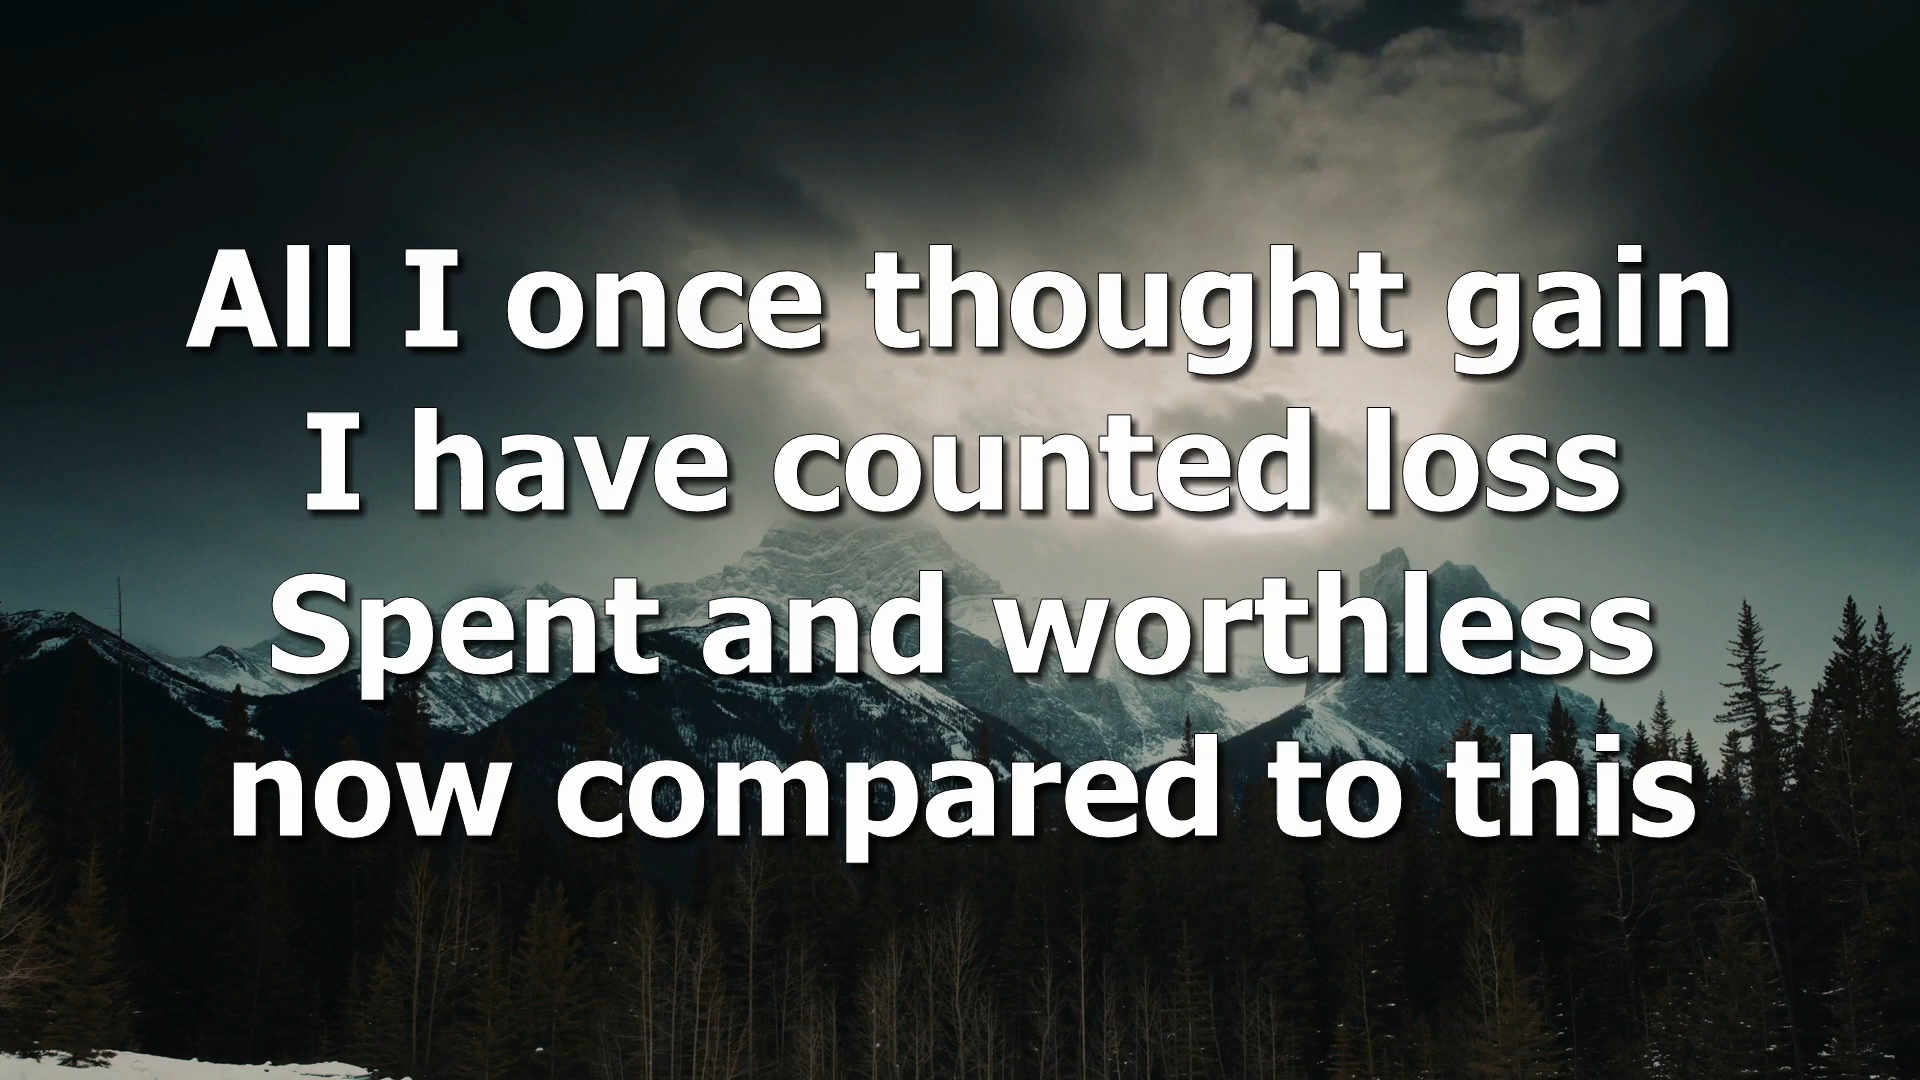 All I once thought gain
I have counted loss
Spent and worthless
now compared to this